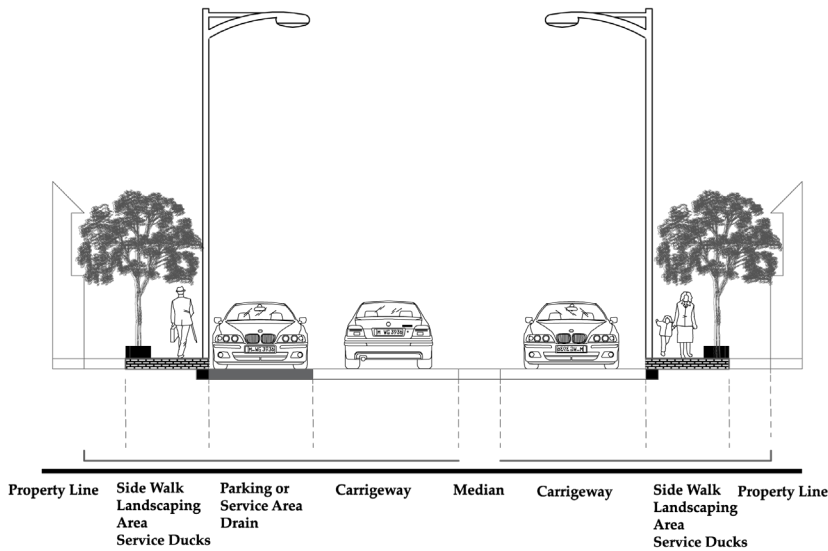 Property Line
Side Walk
Landscaping
Area
Service Ducks
Parking or
Service Area
Drain
Carrigeway
Median
Carrigeway
Side Walk
Landscaping
Area
Service Ducks
Property Line